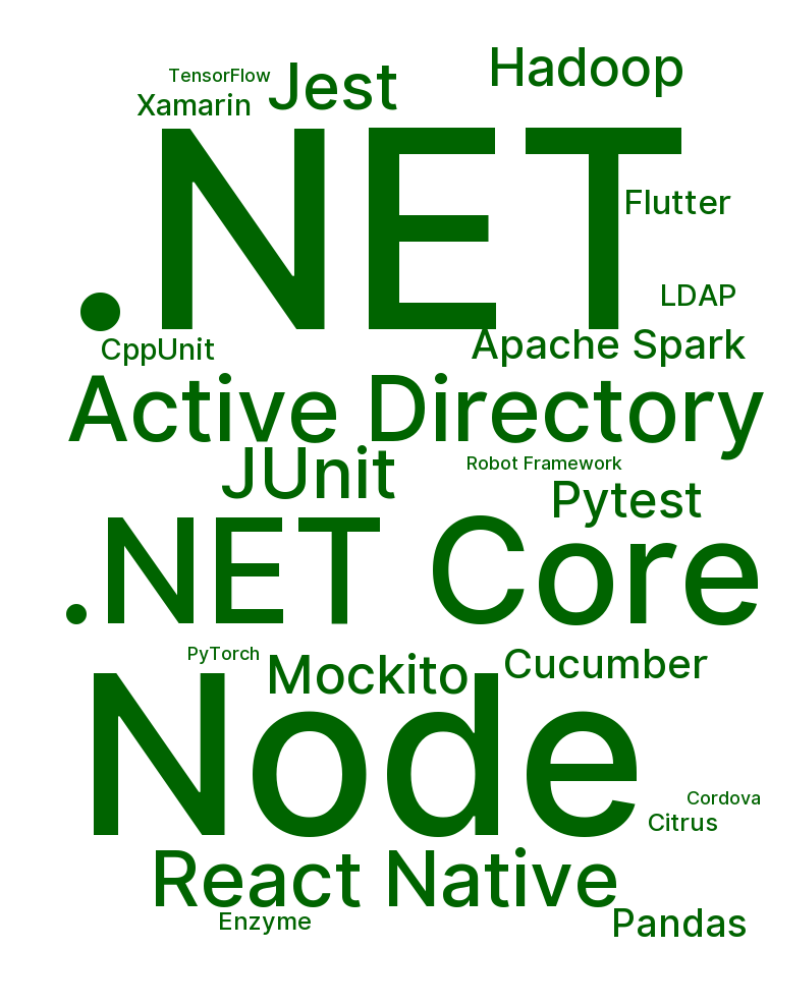 TensorFlow
Jest
Hadoop
Xamarin
.NET
Flutter
LDAP
CppUnit
Apache Spark
Active Directory
JUnit
Robot Framework
Pytest
.NET Core
PyTorch
Mockito
Cucumber
Node
Cordova
Citrus
React Native
Enzyme
Pandas